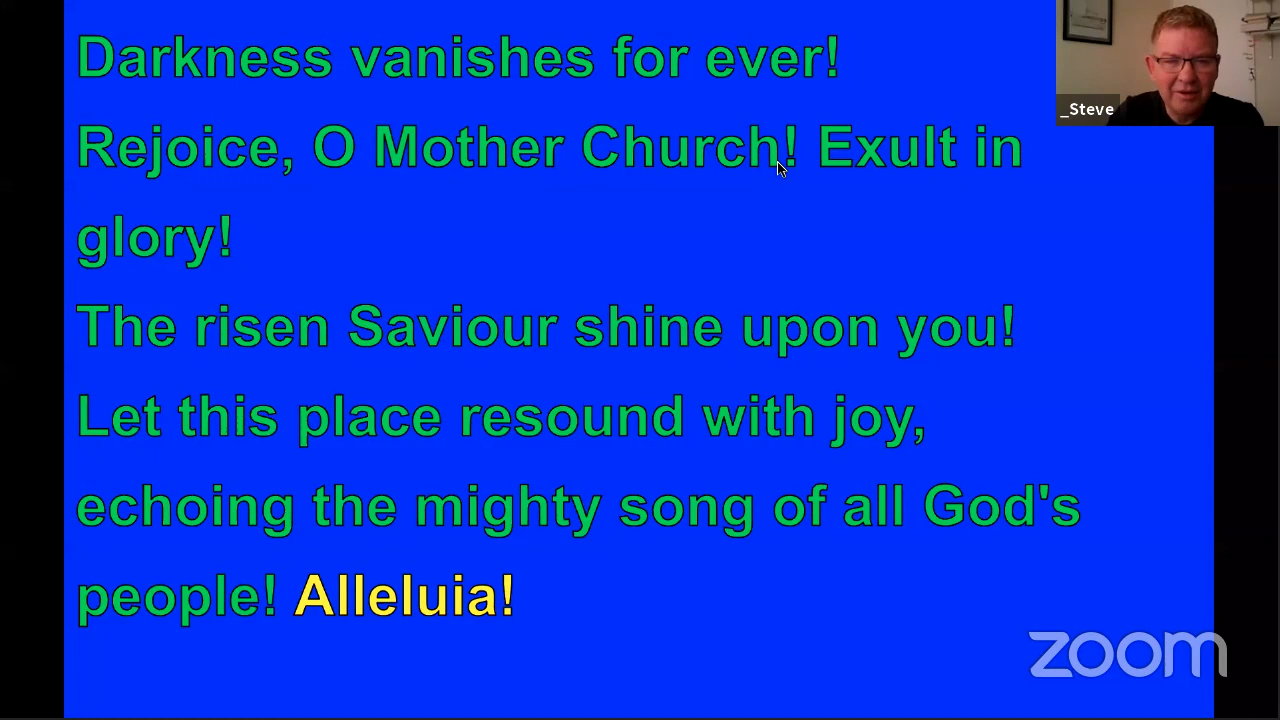 Darkness vanishes for ever!
Rejoice, O Mother Church! Exult in
glory!
The risen Saviour shine upon you!
Let this place resound with joy,
echoing the mighty song of all God's
people! Alleluia!
_Steve
zoom